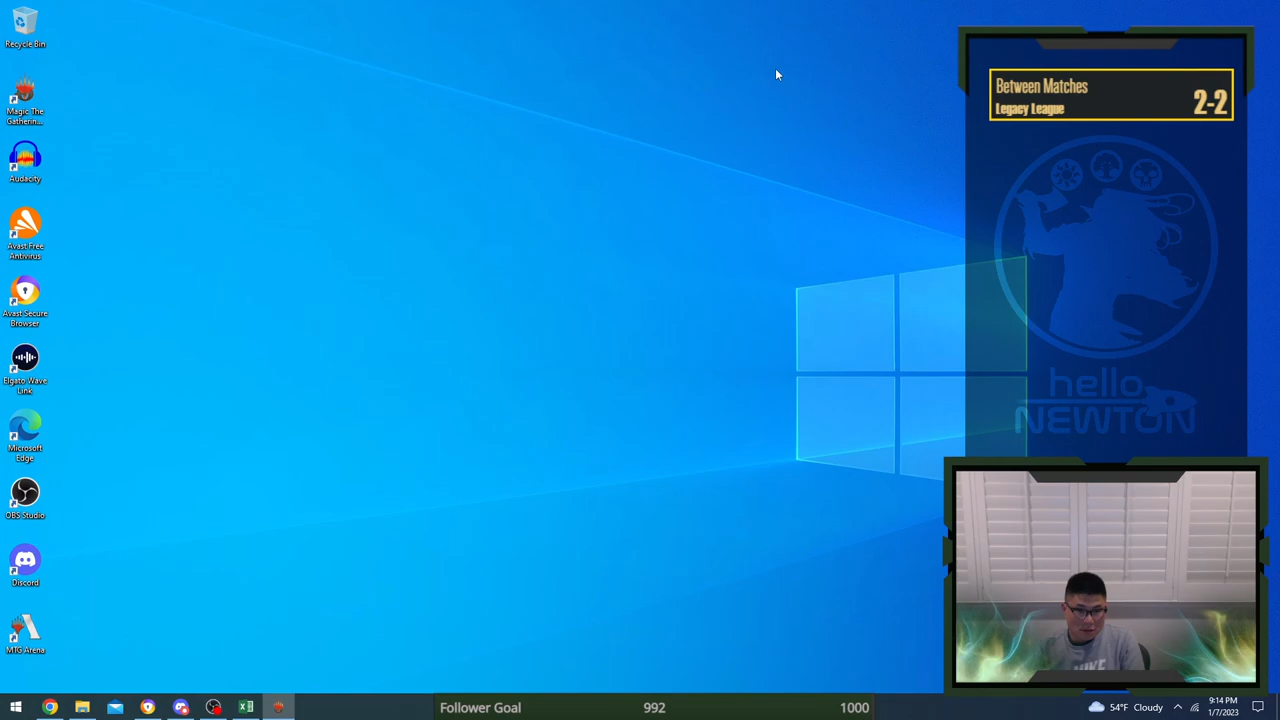 Recycle Bin
Magic The
Gatherin...
Audacity
Avast Free
Antivirus
Avast Secure
Browser
Elgato Wave
Link
Microsoft
Edge
OBS Studio
Discord
MTG Arena
Between Matches
Legacy League
2-2
hello
NEWTON
NIKE
Follower Goal
992
1000
54°F Cloudy
9:14 PM
1/7/2023